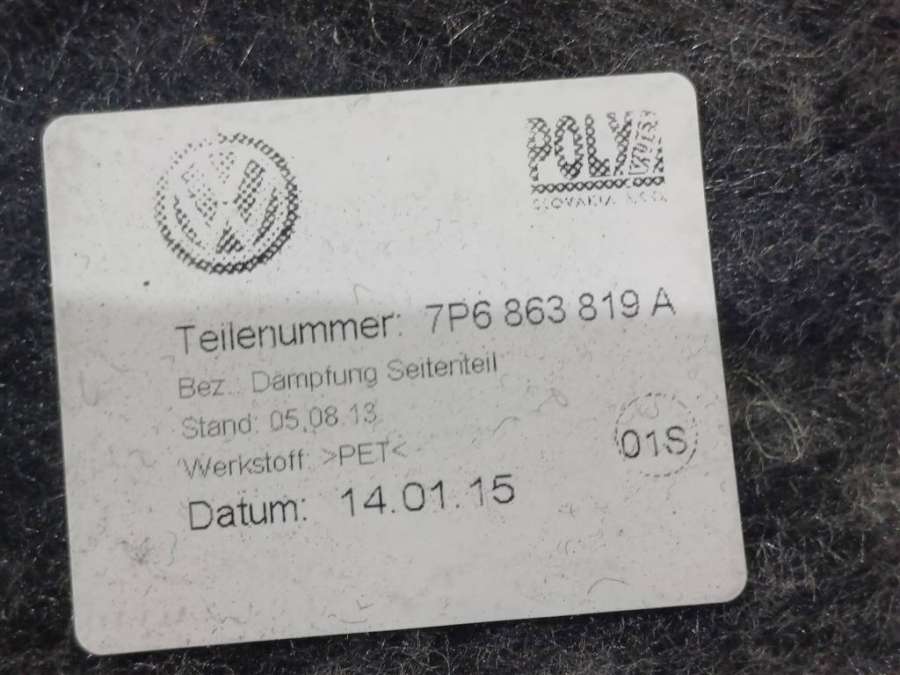 POLY
SLOVAKIA s.r.o.
Teilenummer: 7P6 863 819 A
Bez.: Dämpfung Seitenteil
Stand: 05.08.13
Werkstoff: >PET<
01S
Datum: 14.01.15